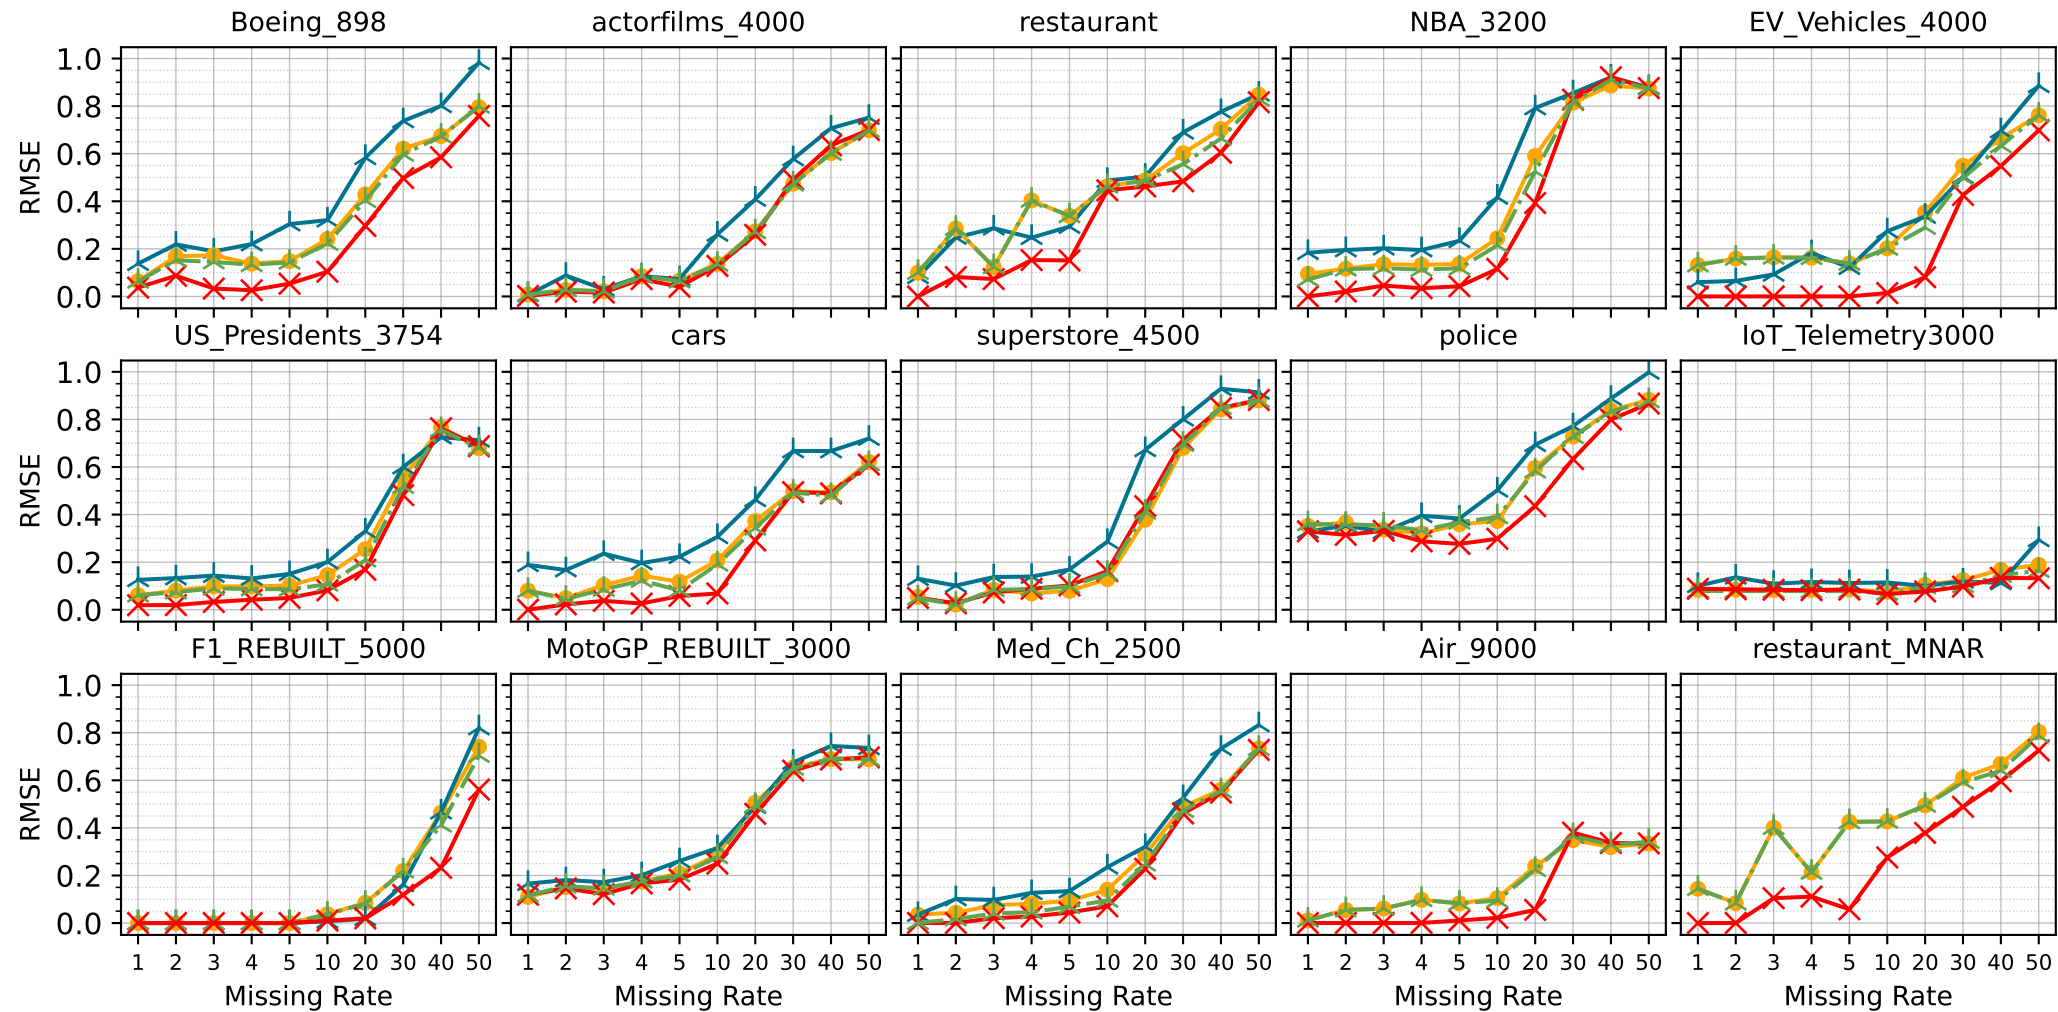 Boeing_898 actorfilms_4000 restaurant NBA_3200 EV_Vehicles_4000
1.0
0.8
0.6
0.4
0.2
0.0
RMSE
US_Presidents_3754 cars superstore_4500 police IoT_Telemetry3000
1.0
0.8
0.6
0.4
0.2
0.0
RMSE
F1_REBUILT_5000 MotoGP_REBUILT_3000 Med_Ch_2500 Air_9000 restaurant_MNAR
1.0
0.8
0.6
0.4
0.2
0.0
RMSE
1 2 3 4 5 10 20 30 40 50 1 2 3 4 5 10 20 30 40 50 1 2 3 4 5 10 20 30 40 50 1 2 3 4 5 10 20 30 40 50 1 2 3 4 5 10 20 30 40 50
Missing Rate Missing Rate Missing Rate Missing Rate Missing Rate